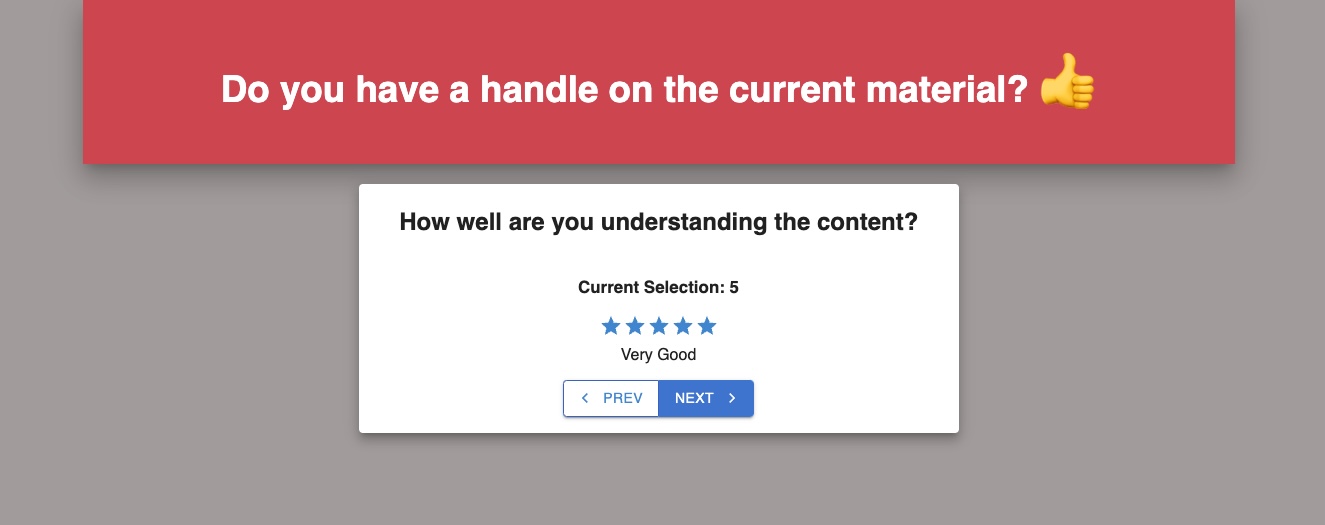 Do you have a handle on the current material? 👍
How well are you understanding the content?
Current Selection: 5
Very Good
PREV NEXT